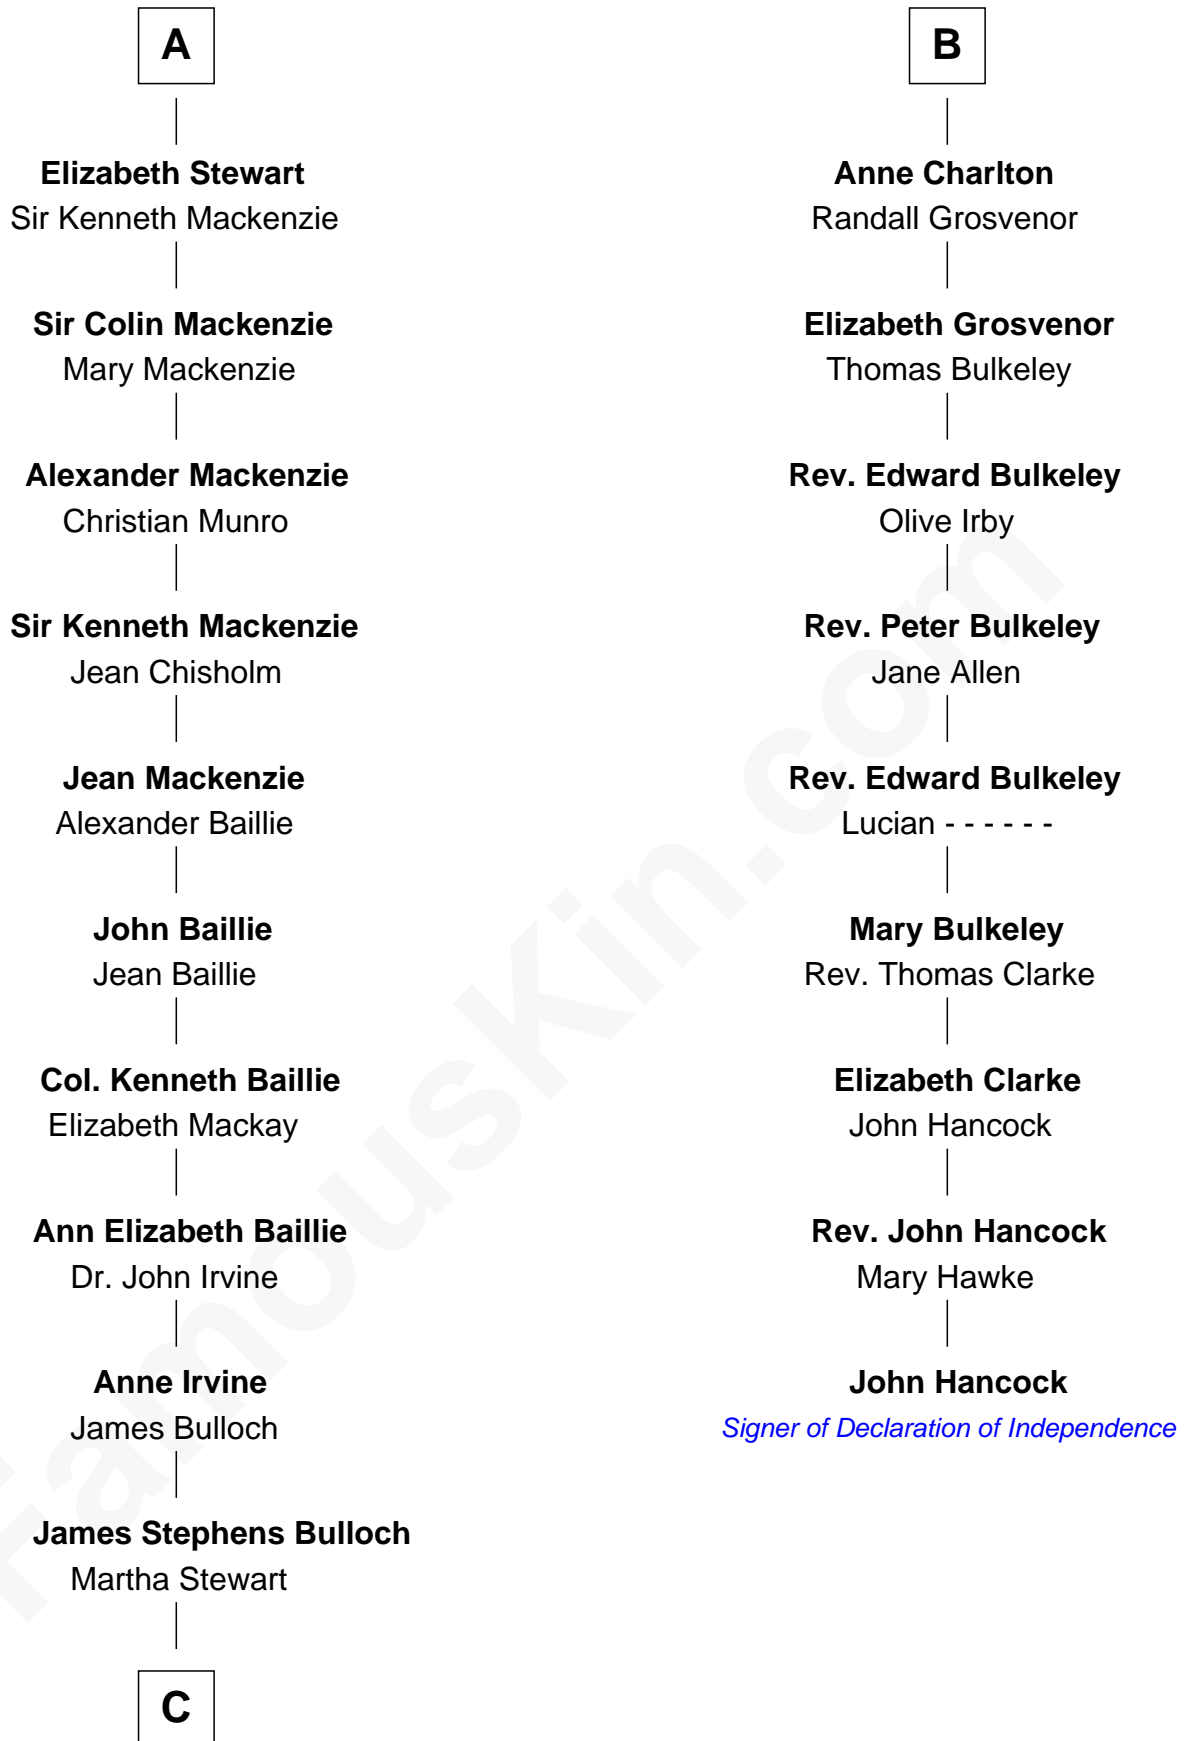 A
Elizabeth Stewart
Sir Kenneth Mackenzie
Sir Colin Mackenzie
Mary Mackenzie
Alexander Mackenzie
Christian Munro
Sir Kenneth Mackenzie
Jean Chisholm
Jean Mackenzie
Alexander Baillie
John Baillie
Jean Baillie
Col. Kenneth Baillie
Elizabeth Mackay
Ann Elizabeth Baillie
Dr. John Irvine
Anne Irvine
James Bulloch
James Stephens Bulloch
Martha Stewart
C
B
Anne Charlton
Randall Grosvenor
Elizabeth Grosvenor
Thomas Bulkeley
Rev. Edward Bulkeley
Olive Irby
Rev. Peter Bulkeley
Jane Allen
Rev. Edward Bulkeley
Lucian - - - - - -
Mary Bulkeley
Rev. Thomas Clarke
Elizabeth Clarke
John Hancock
Rev. John Hancock
Mary Hawke
John Hancock
Signer of Declaration of Independence
FamousKin.com